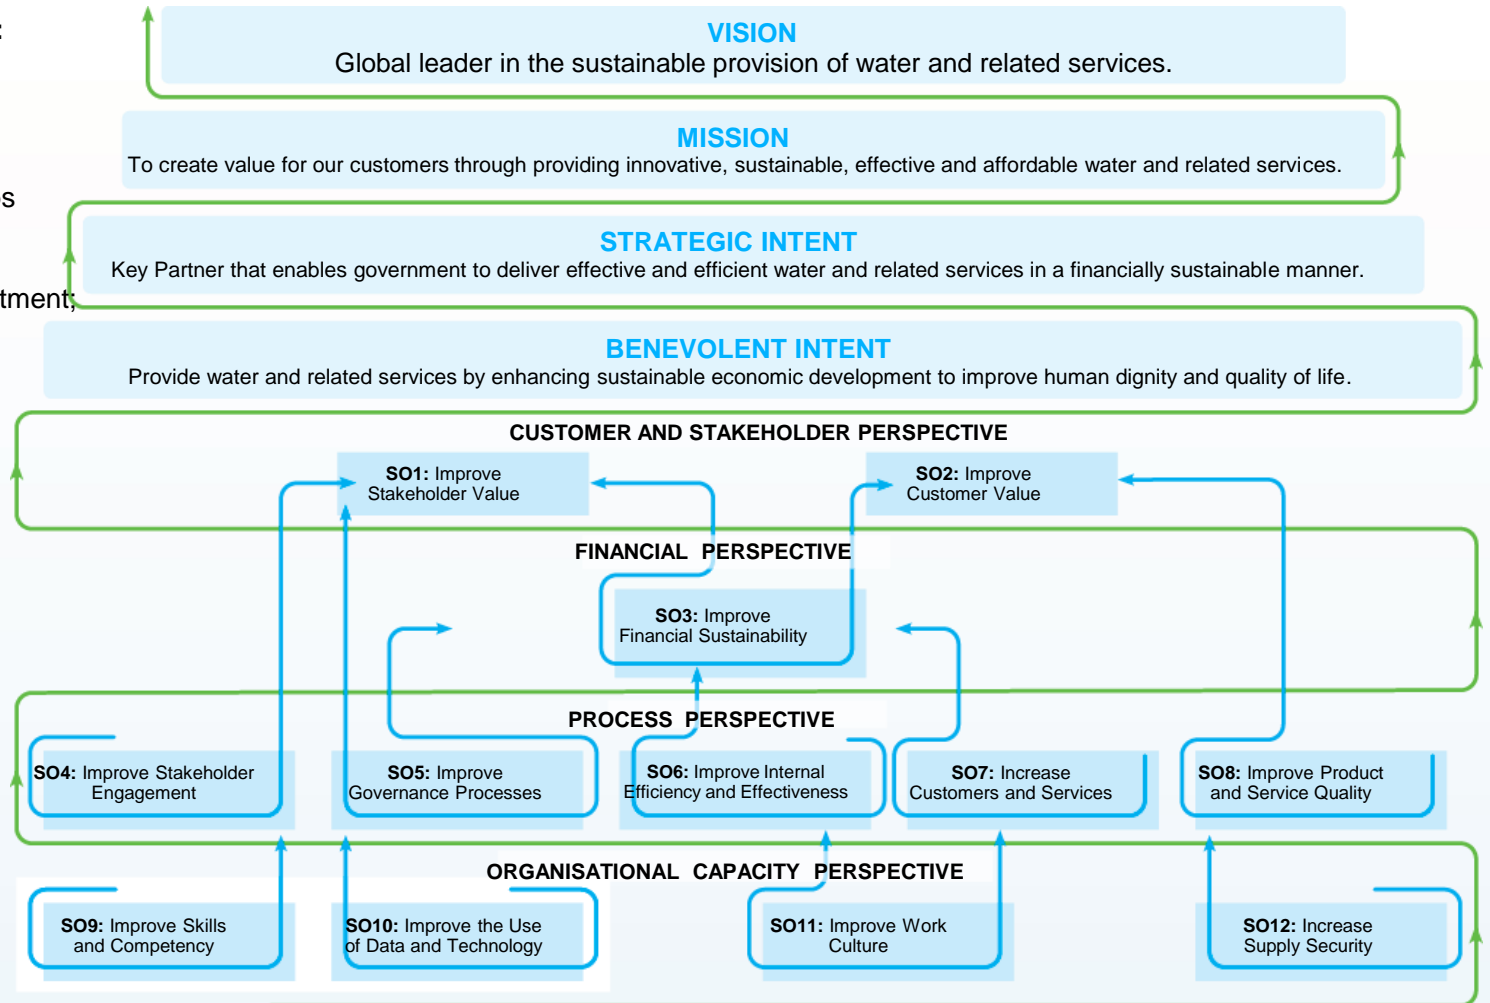 :
VISION
Global leader in the sustainable provision of water and related services.
MISSION
To create value for our customers through providing innovative, sustainable, effective and affordable water and related services.
STRATEGIC INTENT
Key Partner that enables government to deliver effective and efficient water and related services in a financially sustainable manner.
tment;
BENEVOLENT INTENT
Provide water and related services by enhancing sustainable economic development to improve human dignity and quality of life.
CUSTOMER AND STAKEHOLDER PERSPECTIVE
SO1: Improve
Stakeholder Value
SO2: Improve
Customer Value
FINANCIAL PERSPECTIVE
SO3: Improve
Financial Sustainability
PROCESS PERSPECTIVE
SO4: Improve Stakeholder
Engagement
SO5: Improve
Governance Processes
SO6: Improve Internal
Efficiency and Effectiveness
SO7: Increase
Customers and Services
SO8: Improve Product
and Service Quality
ORGANISATIONAL CAPACITY PERSPECTIVE
SO9: Improve Skills
and Competency
SO10: Improve the Use
of Data and Technology
SO11: Improve Work
Culture
SO12: Increase
Supply Security